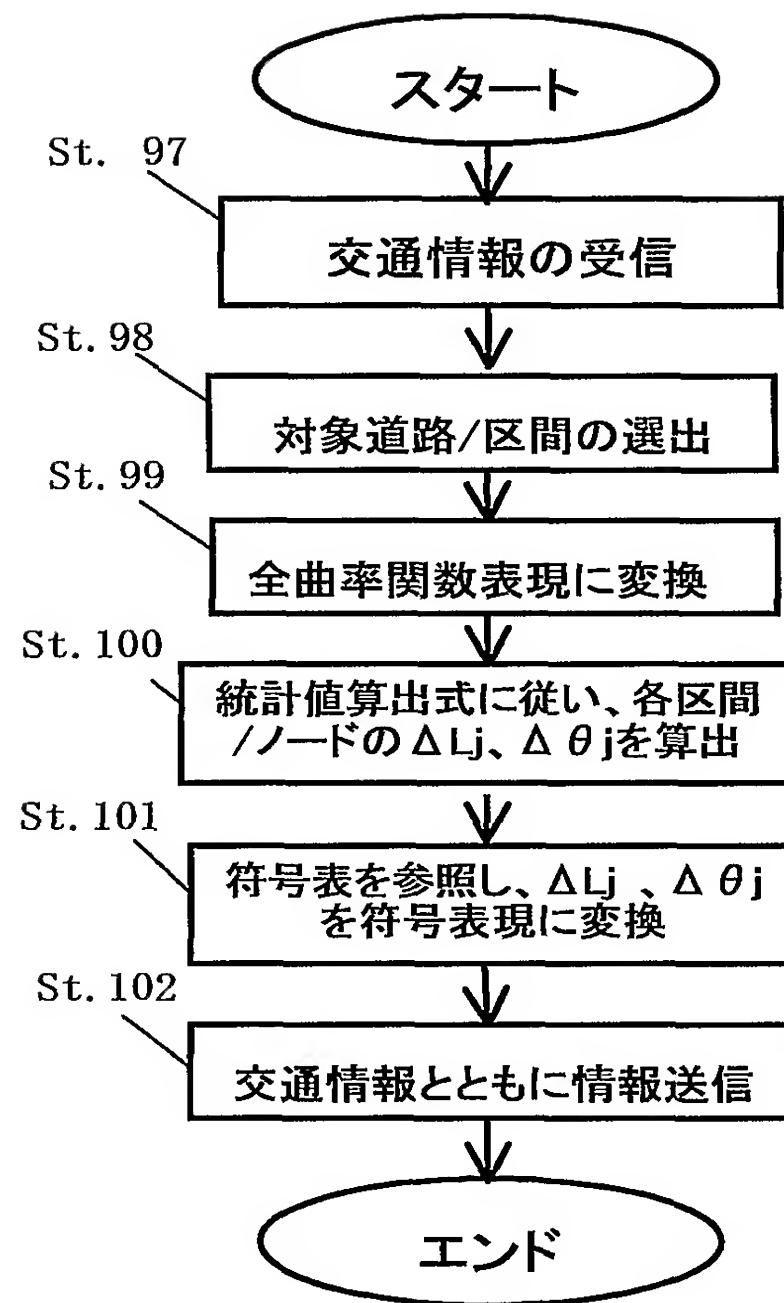 スタート
St. 97
交通情報の受信
St. 98
対象道路/区間の選出
St. 99
全曲率関数表現に変換
St. 100
統計値算出式に従い、各区間
/ノードのΔLj、Δθjを算出
St. 101
符号表を参照し、ΔLj、Δθj
を符号表現に変換
St. 102
交通情報とともに情報送信
エンド